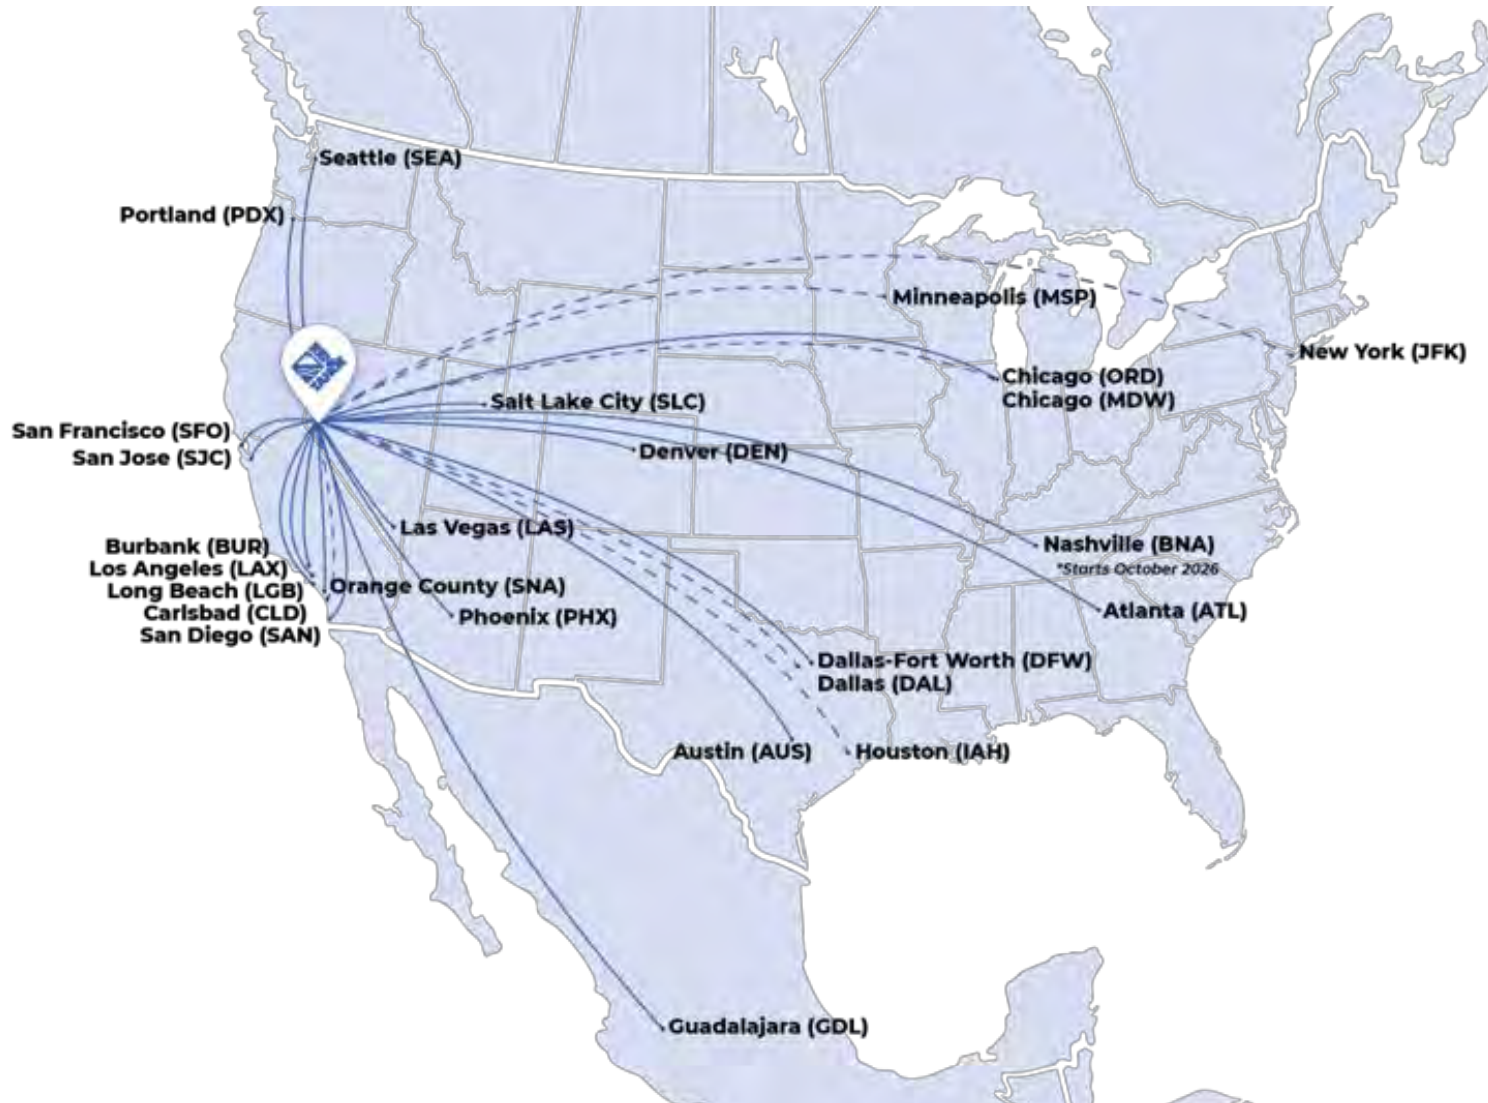 Seattle (SEA)
Portland (PDX)
Minneapolis (MSP)
New York (JFK)
Chicago (ORD)
Chicago (MDW)
Salt Lake City (SLC)
San Francisco (SFO)
San Jose (SJC)
Denver (DEN)
Las Vegas (LAS)
Nashville (BNA)
*Starts October 2026
Burbank (BUR)
Los Angeles (LAX)
Long Beach (LGB)
Orange County (SNA)
Carlsbad (CLD)
San Diego (SAN)
Phoenix (PHX)
Atlanta (ATL)
Dallas-Fort Worth (DFW)
Dallas (DAL)
Austin (AUS)
Houston (IAH)
Guadalajara (GDL)